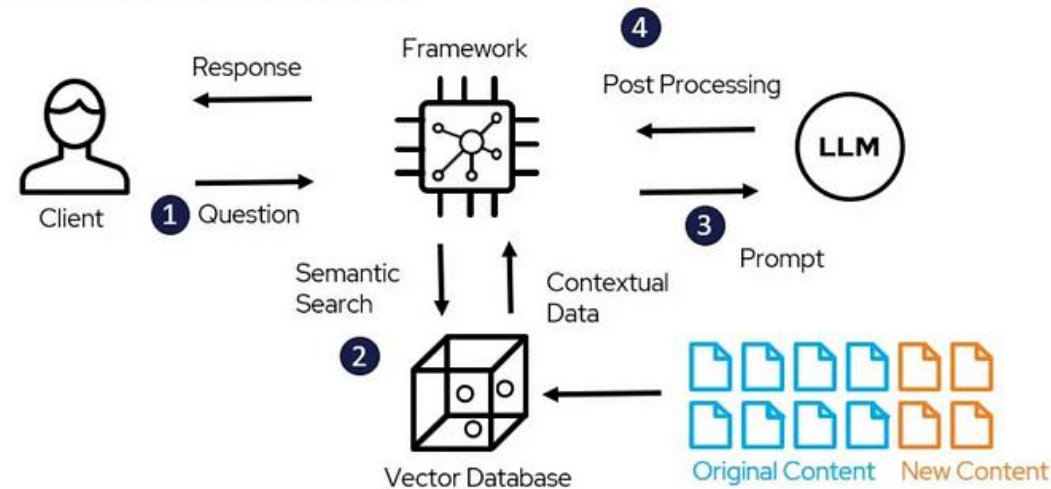 4
Framework
Response
Post Processing
LLM
Client
1 Question
3
Prompt
Semantic
Search
Contextual
Data
2
Vector Database
Original Content New Content